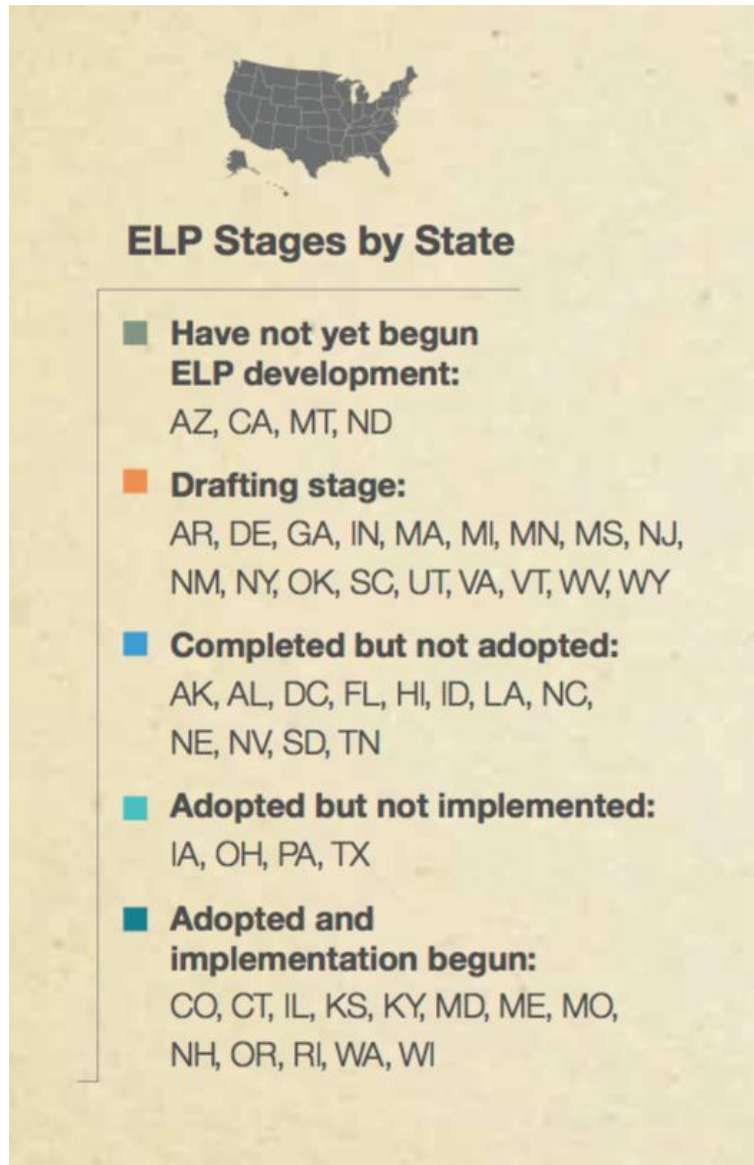 ELP Stages by State
Have not yet begun
ELP development:
AZ, CA, MT, ND
Drafting stage:
AR, DE, GA, IN, MA, MI, MN, MS, NJ,
NM, NY, OK, SC, UT, VA, VT, WV, WY
Completed but not adopted:
AK, AL, DC, FL, HI, ID, LA, NC,
NE, NV, SD, TN
Adopted but not implemented:
IA, OH, PA, TX
Adopted and
implementation begun:
CO, CT, IL, KS, KY, MD, ME, MO,
NH, OR, RI, WA, WI